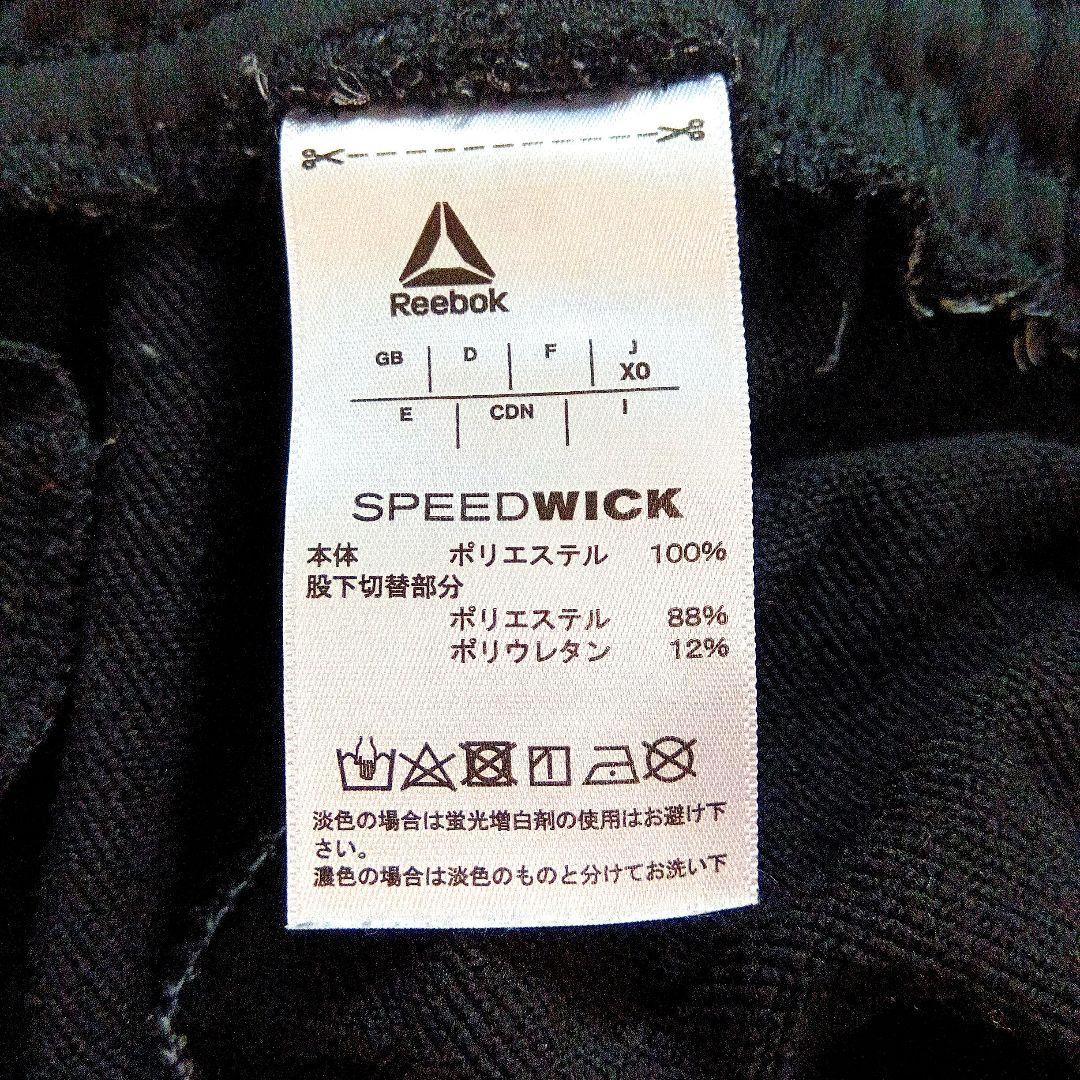 Reebok
GB D F J
XO
E CDN I
SPEEDWICK
本体 ポリエステル 100%
股下切替部分
ポリエステル 88%
ポリウレタン 12%
淡色の場合は蛍光増白剤の使用はお避け下
さい。
濃色の場合は淡色のものと分けてお洗い下